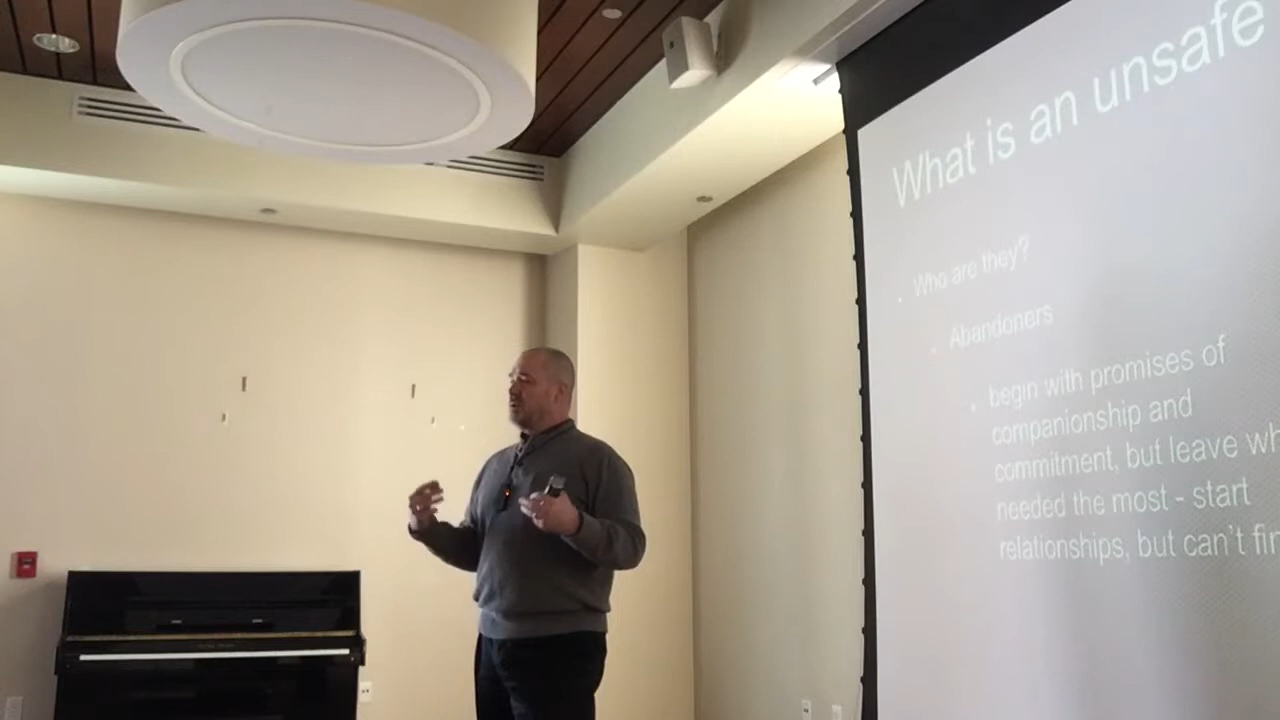 What is an unsafe
Who are they?
Abandoners
begin with promises of
companionship and
commitment, but leave wh
needed the most - start
relationships, but can't fin